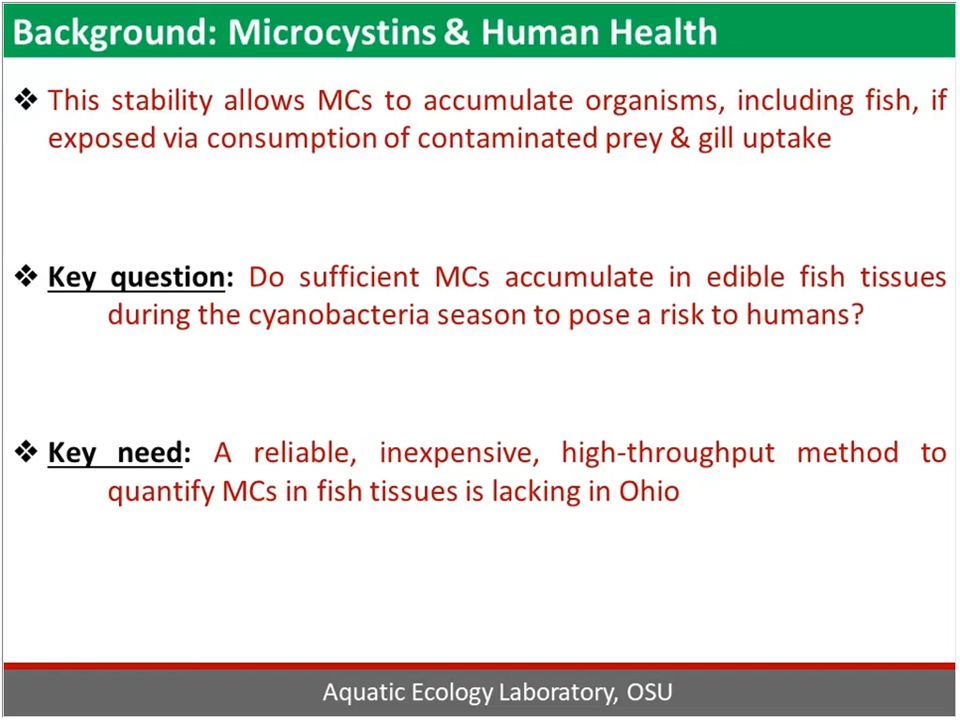 Background: Microcystins & Human Health
❖ This stability allows MCs to accumulate organisms, including fish, if
exposed via consumption of contaminated prey & gill uptake
❖ Key question: Do sufficient MCs accumulate in edible fish tissues
during the cyanobacteria season to pose a risk to humans?
❖ Key need: A reliable, inexpensive, high-throughput method to
quantify MCs in fish tissues is lacking in Ohio
Aquatic Ecology Laboratory, OSU